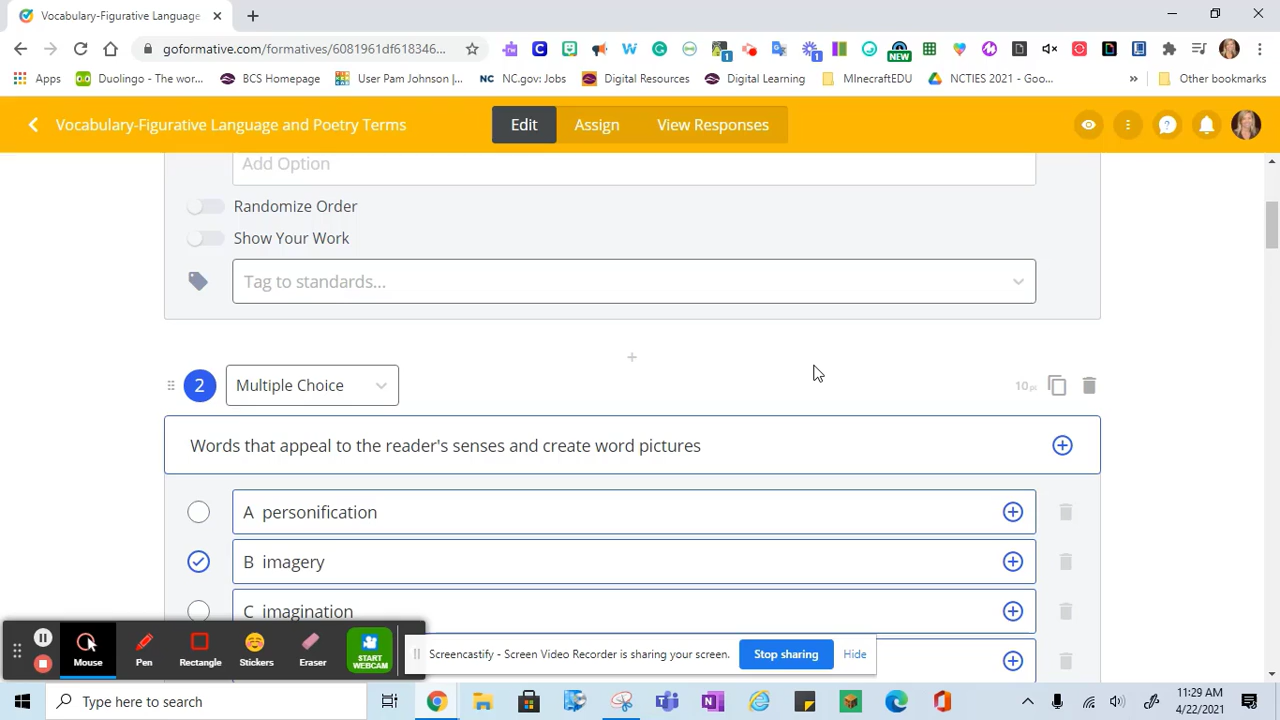 Vocabulary-Figurative Language
goformative.com/formatives/6081961df618346...
1
1
NEW
Apps
Duolingo - The wor...
BCS Homepage
User Pam Johnson |...
NC
NC.gov: Jobs
Digital Resources
Digital Learning
MInecraftEDU
NCTIES 2021 - Goo...
»
Other bookmarks
Vocabulary-Figurative Language and Poetry Terms
Edit
Assign
View Responses
Add Option
Randomize Order
Show Your Work
Tag to standards...
2
Multiple Choice
10 pt
Words that appeal to the reader's senses and create word pictures
A personification
B imagery
C imagination
Mouse
Pen
Rectangle
Stickers
Eraser
START WEBCAM
Screencastify - Screen Video Recorder is sharing your screen.
Stop sharing
Hide
Type here to search
11:29 AM
4/22/2021